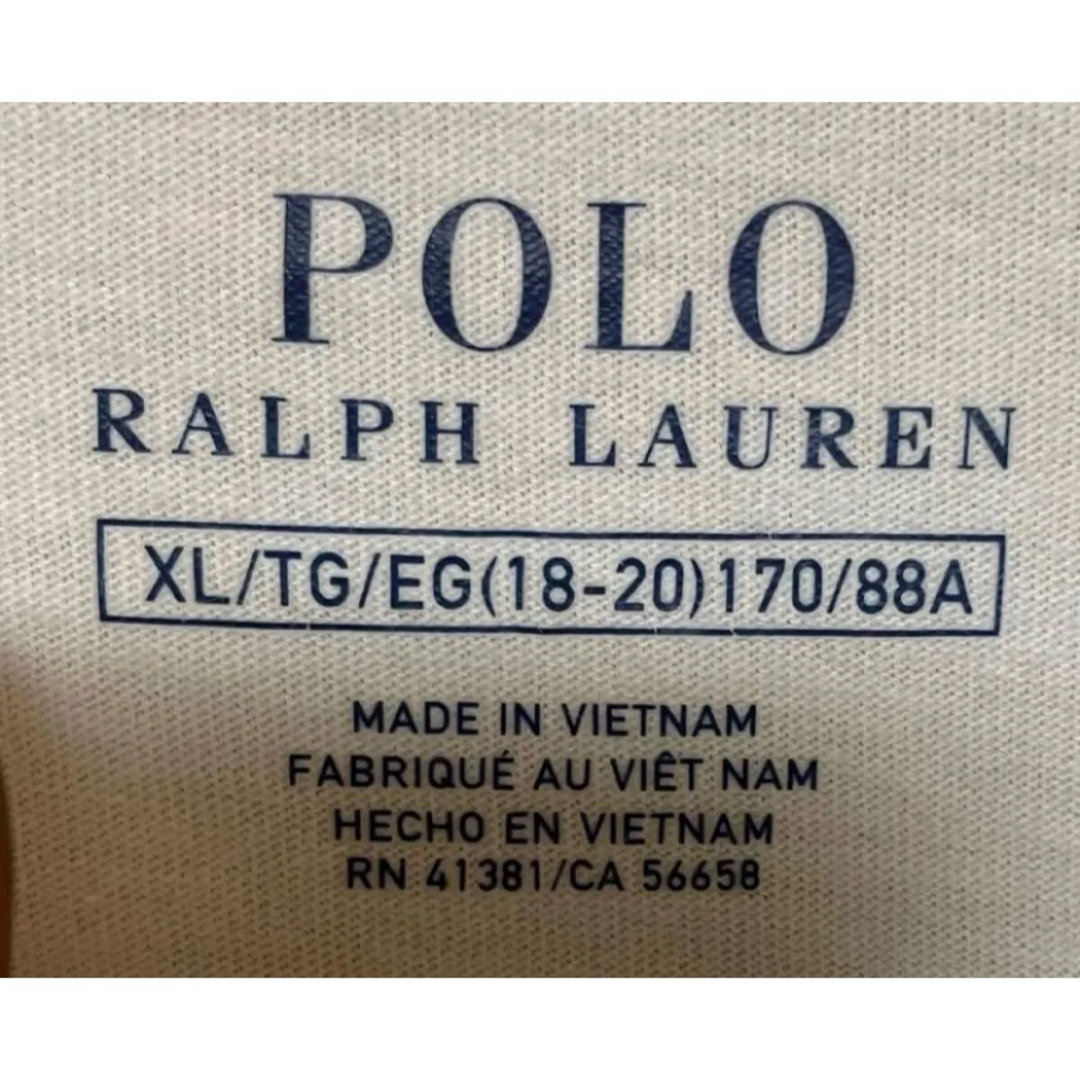 POLO
RALPH LAUREN
XL/TG/EG(18-20)170/88A
MADE IN VIETNAM
FABRIQUÉ AU VIÊT NAM
HECHO EN VIETNAM
RN 41381/CA 56658